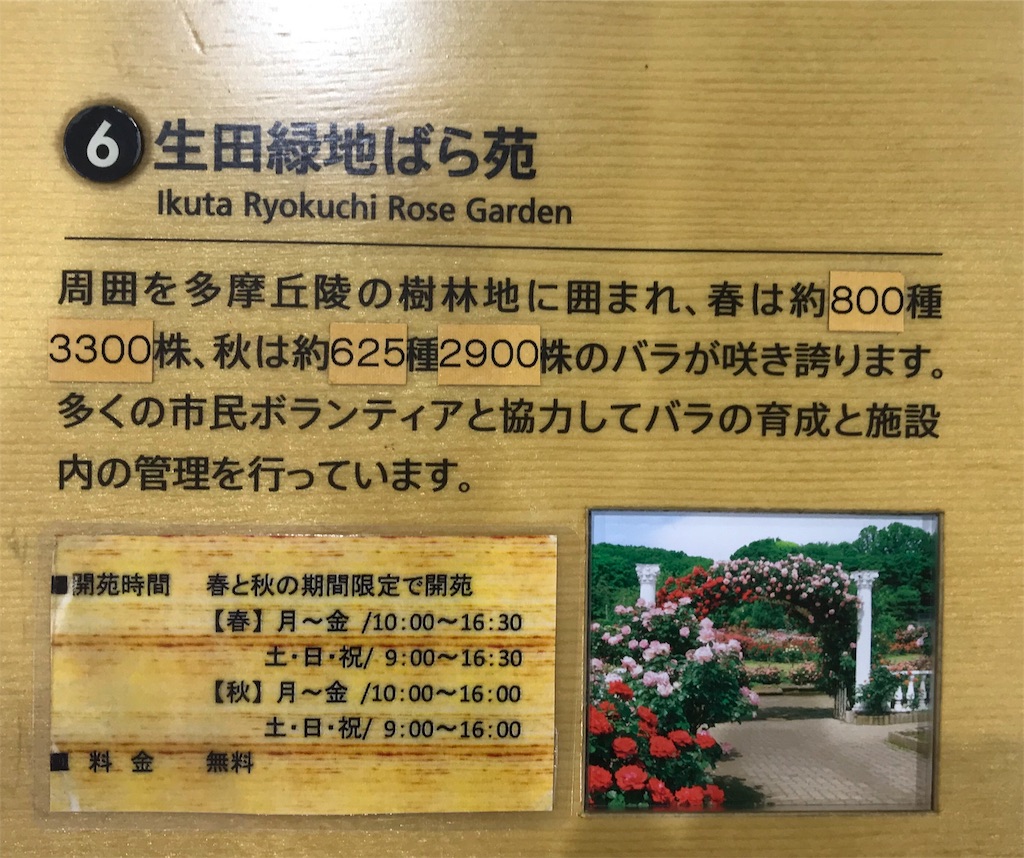 6 生田緑地ばら苑
Ikuta Ryokuchi Rose Garden
周囲を多摩丘陵の樹林地に囲まれ、春は約800種
3300株、秋は約625種2900株のバラが咲き誇ります。
多くの市民ボランティアと協力してバラの育成と施設
内の管理を行っています。
■開苑時間 春と秋の期間限定で開苑
【春】月～金 /10:00～16:30
土・日・祝/ 9:00～16:30
【秋】月～金 /10:00～16:00
土・日・祝/ 9:00～16:00
■ 料 金 無料